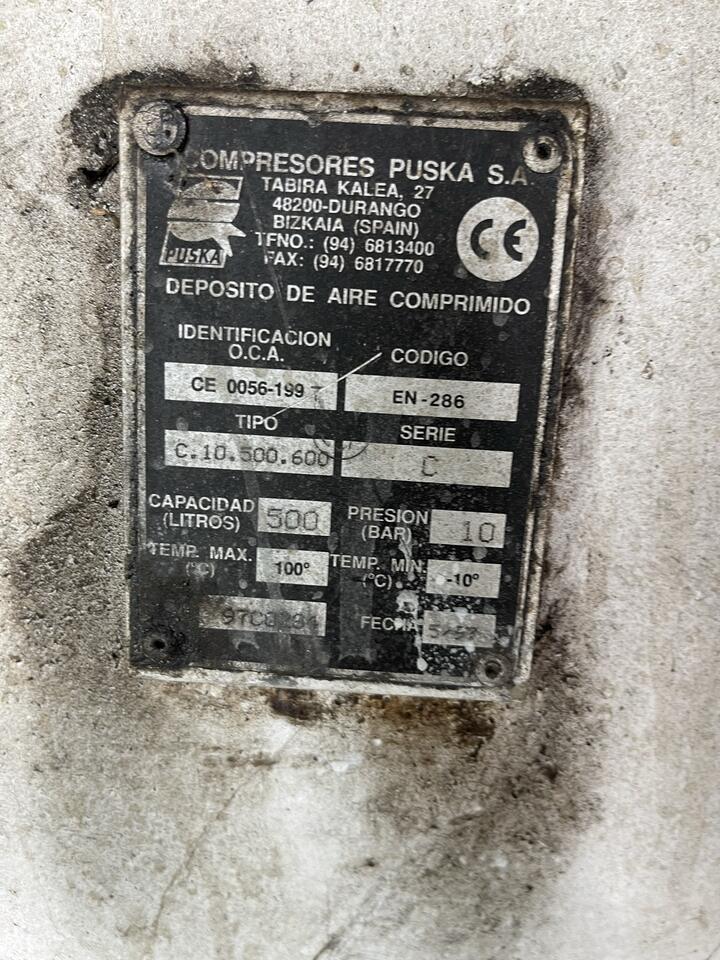 COMPRESORES PUSKA S.A.
TABIRA KALEA, 27
48200-DURANGO
BIZKAIA (SPAIN)
TFNO.: (94) 6813400
FAX: (94) 6817770
PUSKA
CE
DEPOSITO DE AIRE COMPRIMIDO
IDENTIFICACION
O.C.A.
CODIGO
CE 0056-199
EN-286
TIPO
SERIE
C.10.500.600
C
CAPACIDAD
(LITROS)
500
PRESION
(BAR)
10
TEMP. MAX.
(°C)
100°
TEMP. MIN.
(°C)
-10°
FECHA